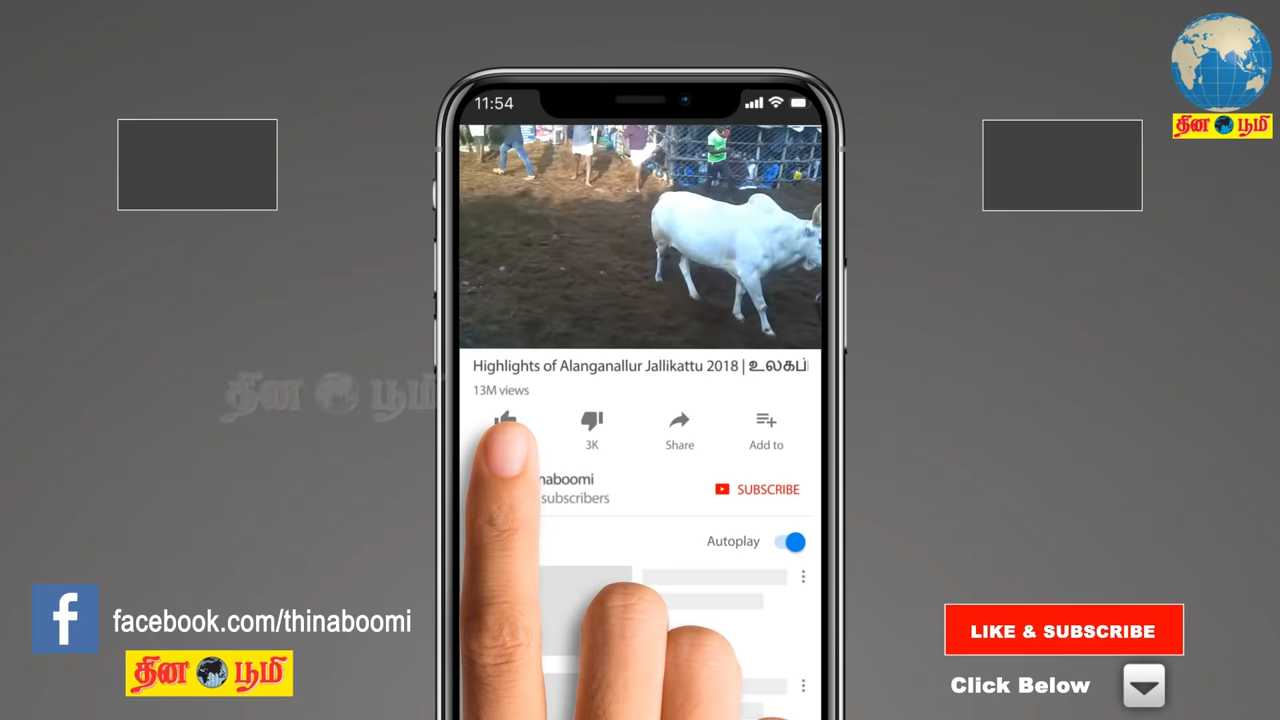 11:54
தின பூமி
Highlights of Alanganallur Jallikattu 2018 | உலகப்
13M views
தின பூமி
3K
Share
Add to
naboomi
subscribers
SUBSCRIBE
Autoplay
facebook.com/thinaboomi
தின பூமி
LIKE & SUBSCRIBE
Click Below